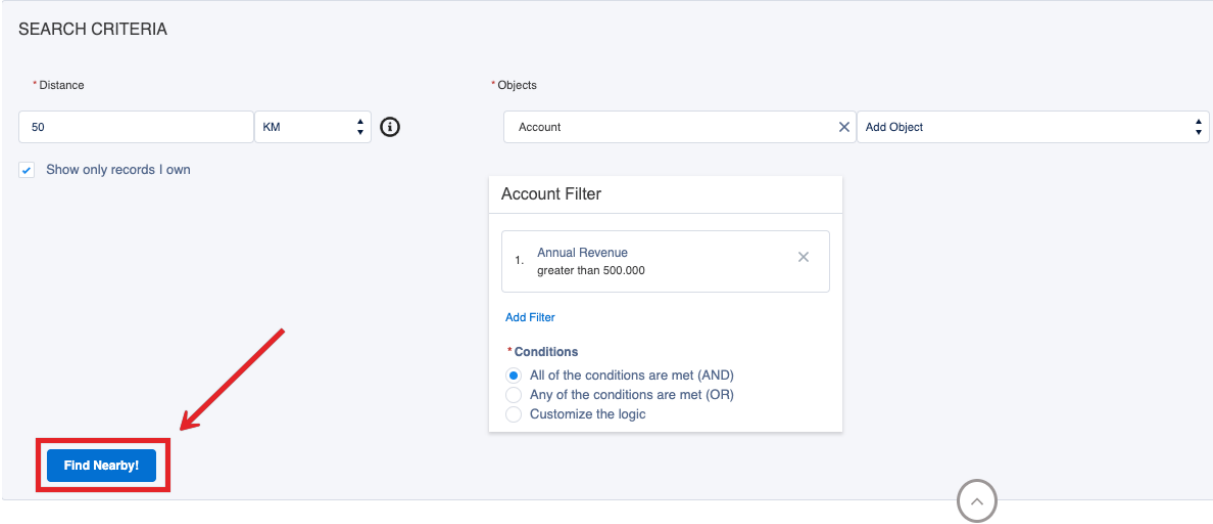 SEARCH CRITERIA
* Distance
* Objects
50
KM
Account
Add Object
Show only records I own
Account Filter
1. Annual Revenue
greater than 500.000
Add Filter
* Conditions
All of the conditions are met (AND)
Any of the conditions are met (OR)
Customize the logic
Find Nearby!